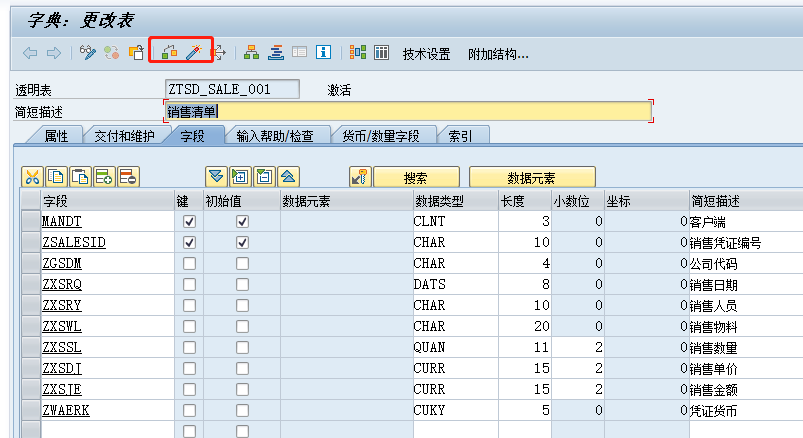 字典: 更改表
技术设置 附加结构...
透明表 ZTSD_SALE_001 激活
简短描述 销售清单
属性 交付和维护 字段 输入帮助/检查 货币/数量字段 索引
搜索 数据元素
字段 键 初始值 数据元素 数据类型 长度 小数位 坐标 简短描述
MANDT CLNT 3 0 0 客户端
ZSALESID CHAR 10 0 0 销售凭证编号
ZGSDM CHAR 4 0 0 公司代码
ZXSRQ DATS 8 0 0 销售日期
ZXSRY CHAR 10 0 0 销售人员
ZXSWL CHAR 20 0 0 销售物料
ZXSSL QUAN 11 2 0 销售数量
ZXSDJ CURR 15 2 0 销售单价
ZXSJE CURR 15 2 0 销售金额
ZWAERK CUKY 5 0 0 凭证货币